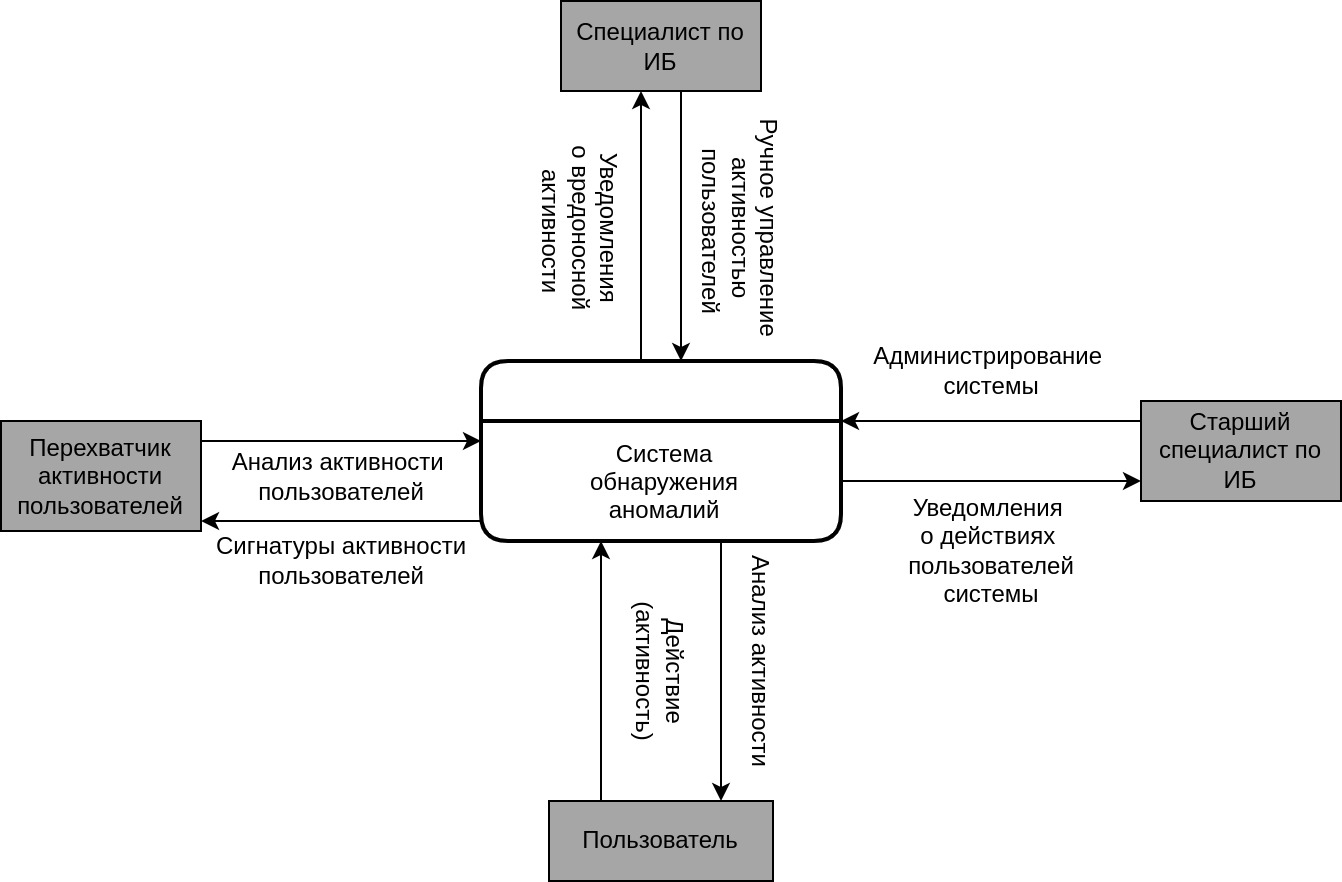 Специалист по
ИБ
Уведомления
о вредоносной
активности
Ручное управление
активностью
пользователей
Администрирование
системы
Старший
специалист по
ИБ
Перехватчик
активности
пользователей
Анализ активности
пользователей
Система
обнаружения
аномалий
Уведомления
о действиях
пользователей
системы
Сигнатуры активности
пользователей
Действие
(активность)
Анализ активности
Пользователь